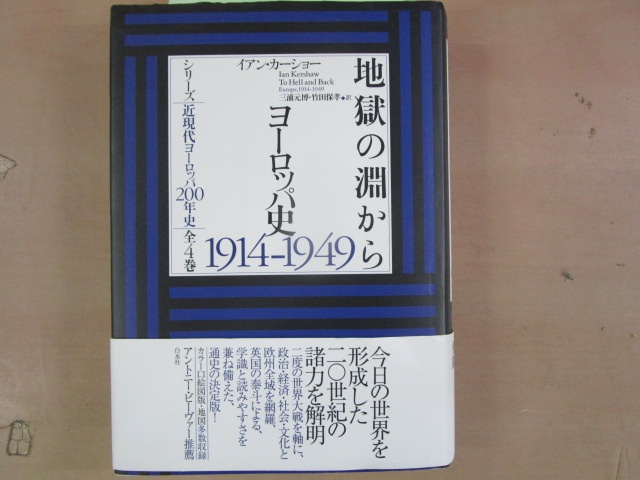 地獄の淵から
ヨーロッパ史
1914-1949
イアン・カーショー
Ian Kershaw
To Hell and Back
Europe, 1914-1949
三浦元博・竹田保孝◆訳
シリーズ 近現代ヨーロッパ200年史 全4巻
今日の世界を
形成した
二〇世紀の
諸力を解明
二度の世界大戦を軸に、
政治・経済・社会・文化と
欧州全域を網羅、
英国の泰斗による、
学識と読みやすさを
兼ね備えた、
通史の決定版!
カラー口絵図版・地図多数収録
アントニー・ビーヴァー推薦
白水社